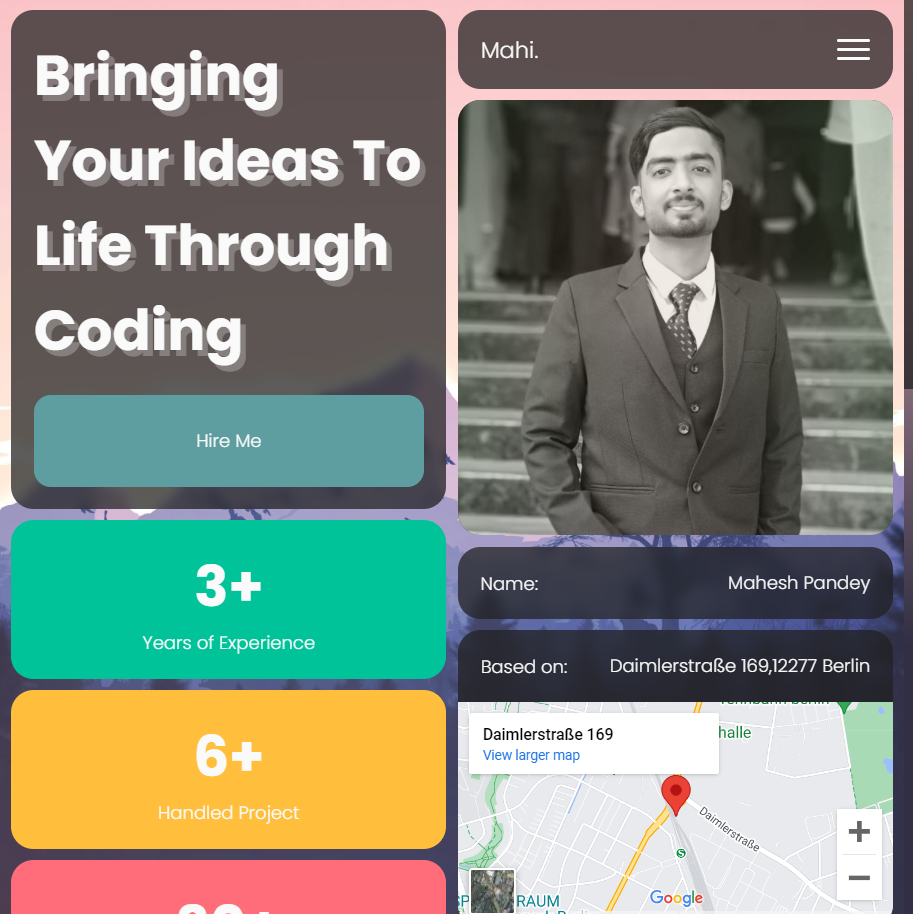 Bringing
Your Ideas To
Life Through
Coding
Hire Me
3+
Years of Experience
6+
Handled Project
Mahi.
Name: Mahesh Pandey
Based on: Daimlerstraße 169,12277 Berlin
Daimlerstraße 169
View larger map
halle
Daimlerstraße
S
RAUM
Google